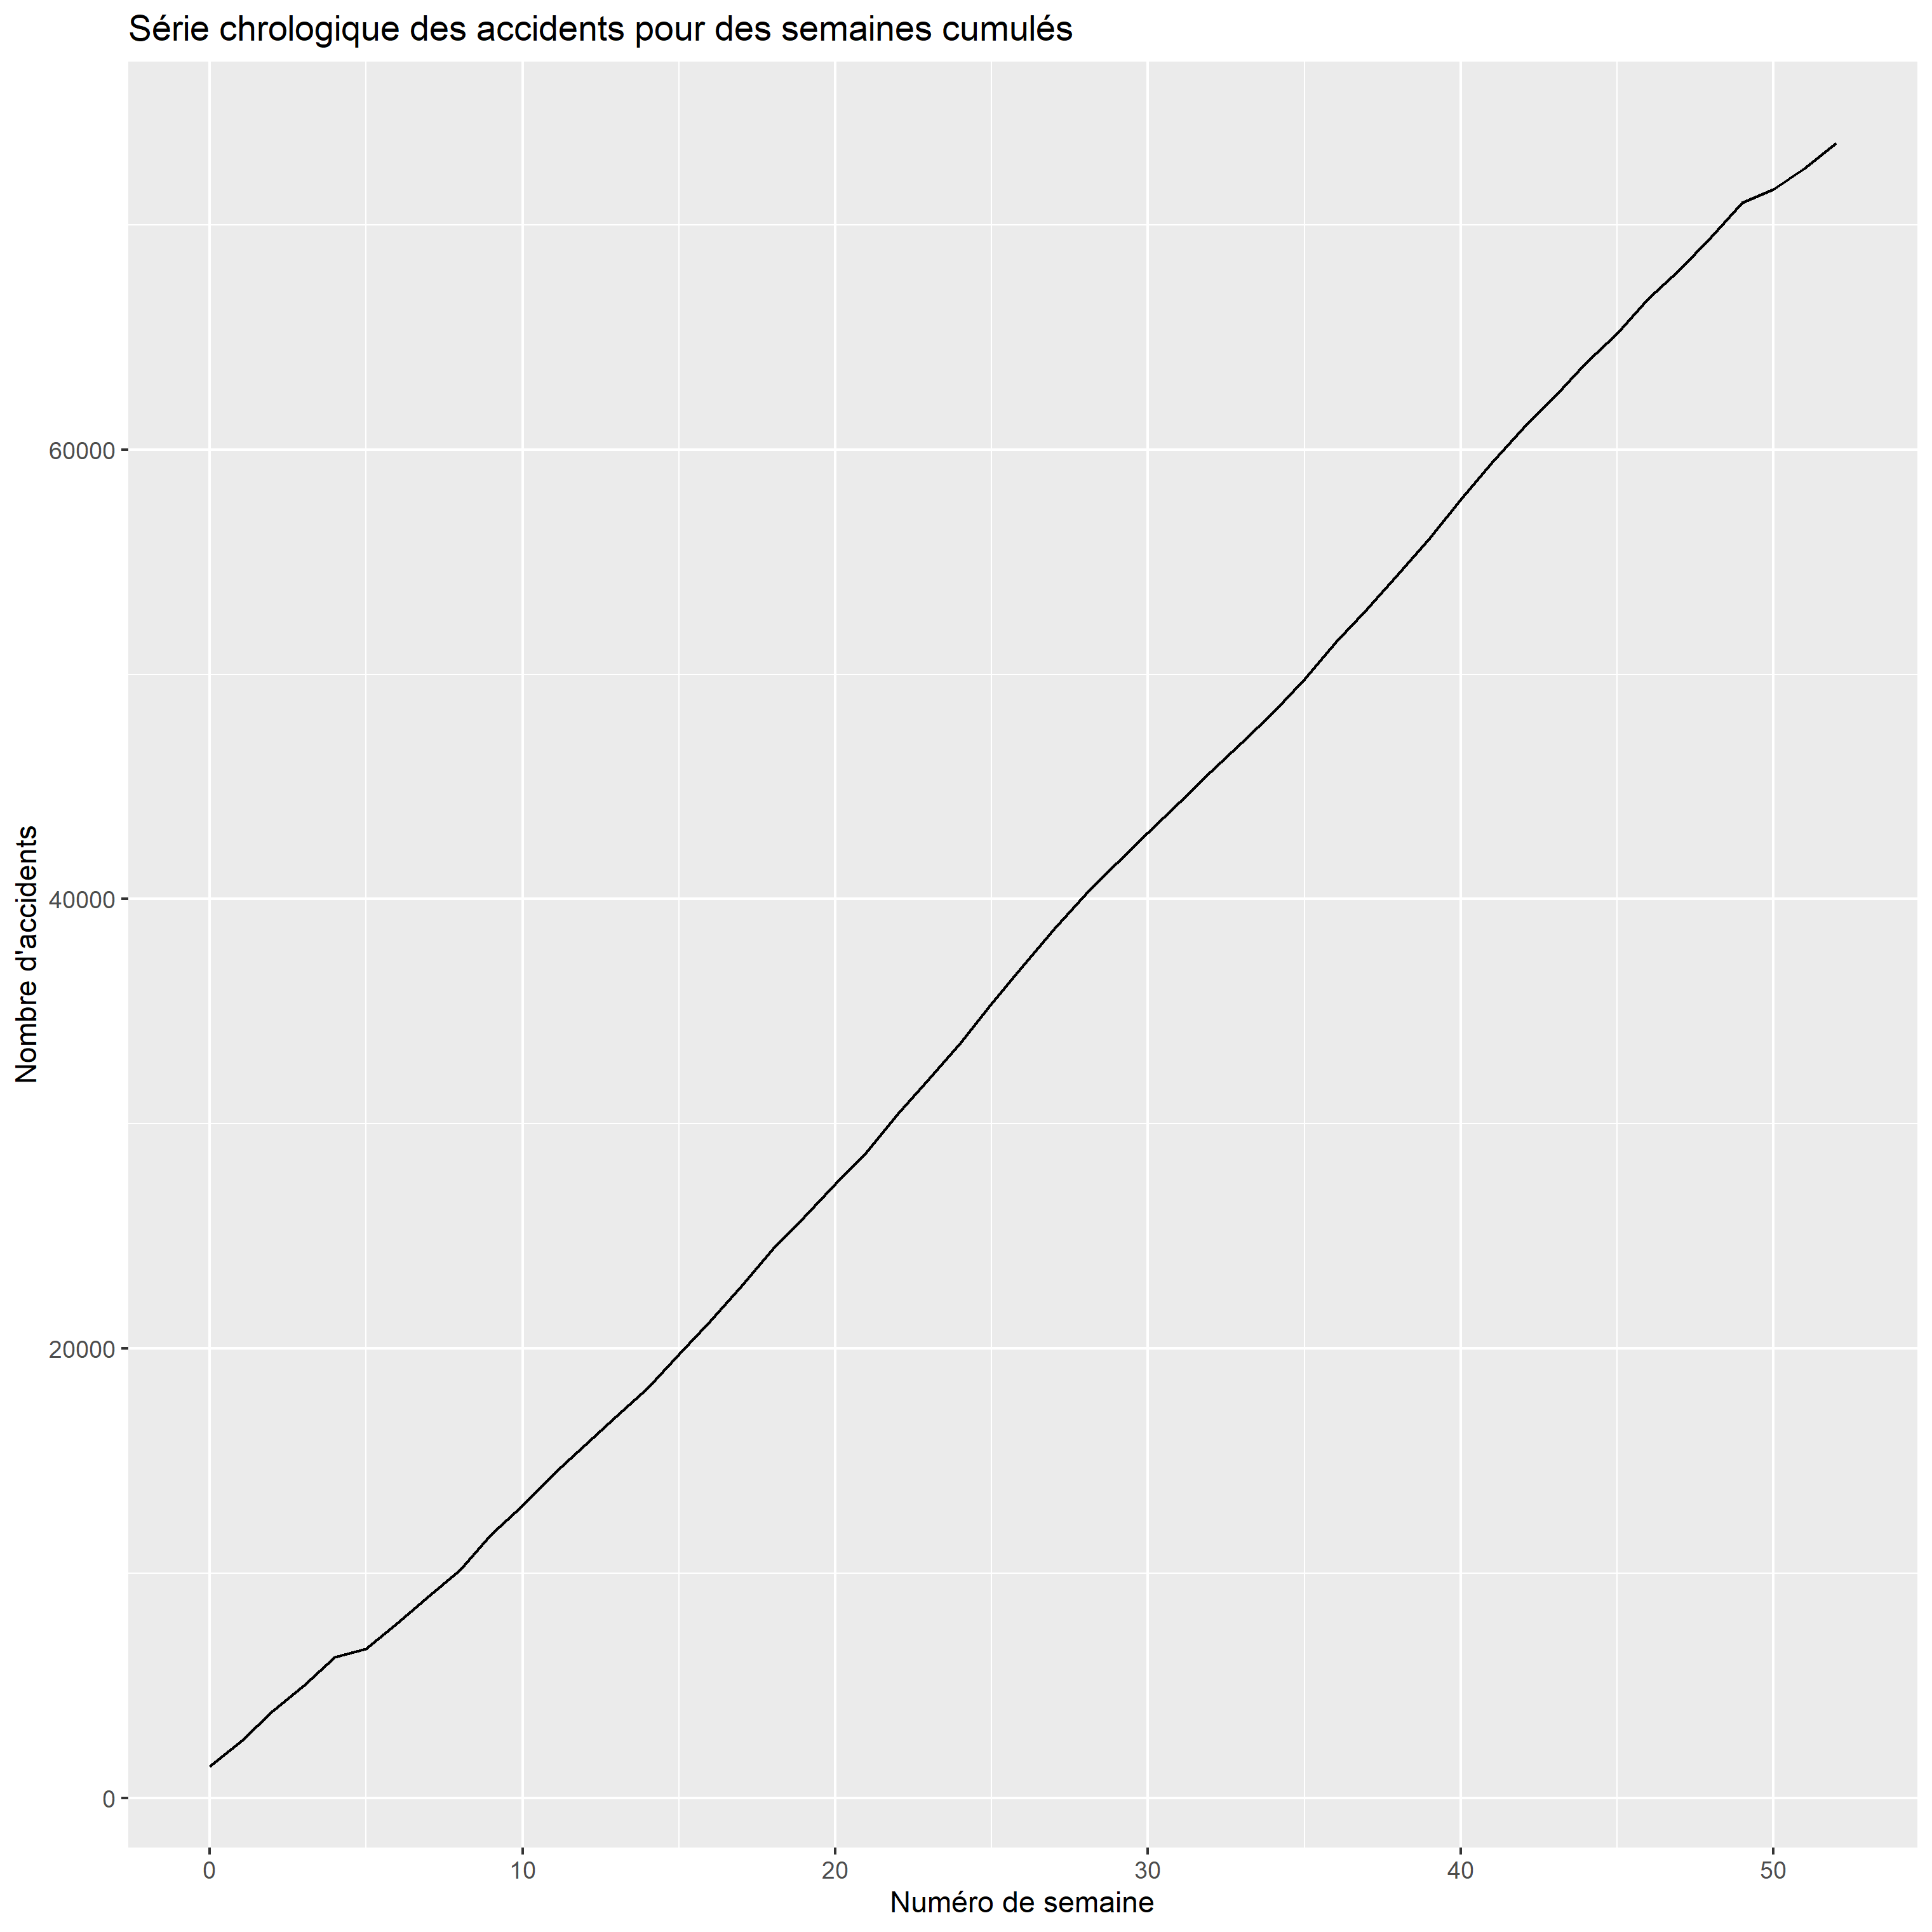 Série chrologique des accidents pour des semaines cumulés
Nombre d'accidents
60000
40000
20000
0
0 10 20 30 40 50
Numéro de semaine